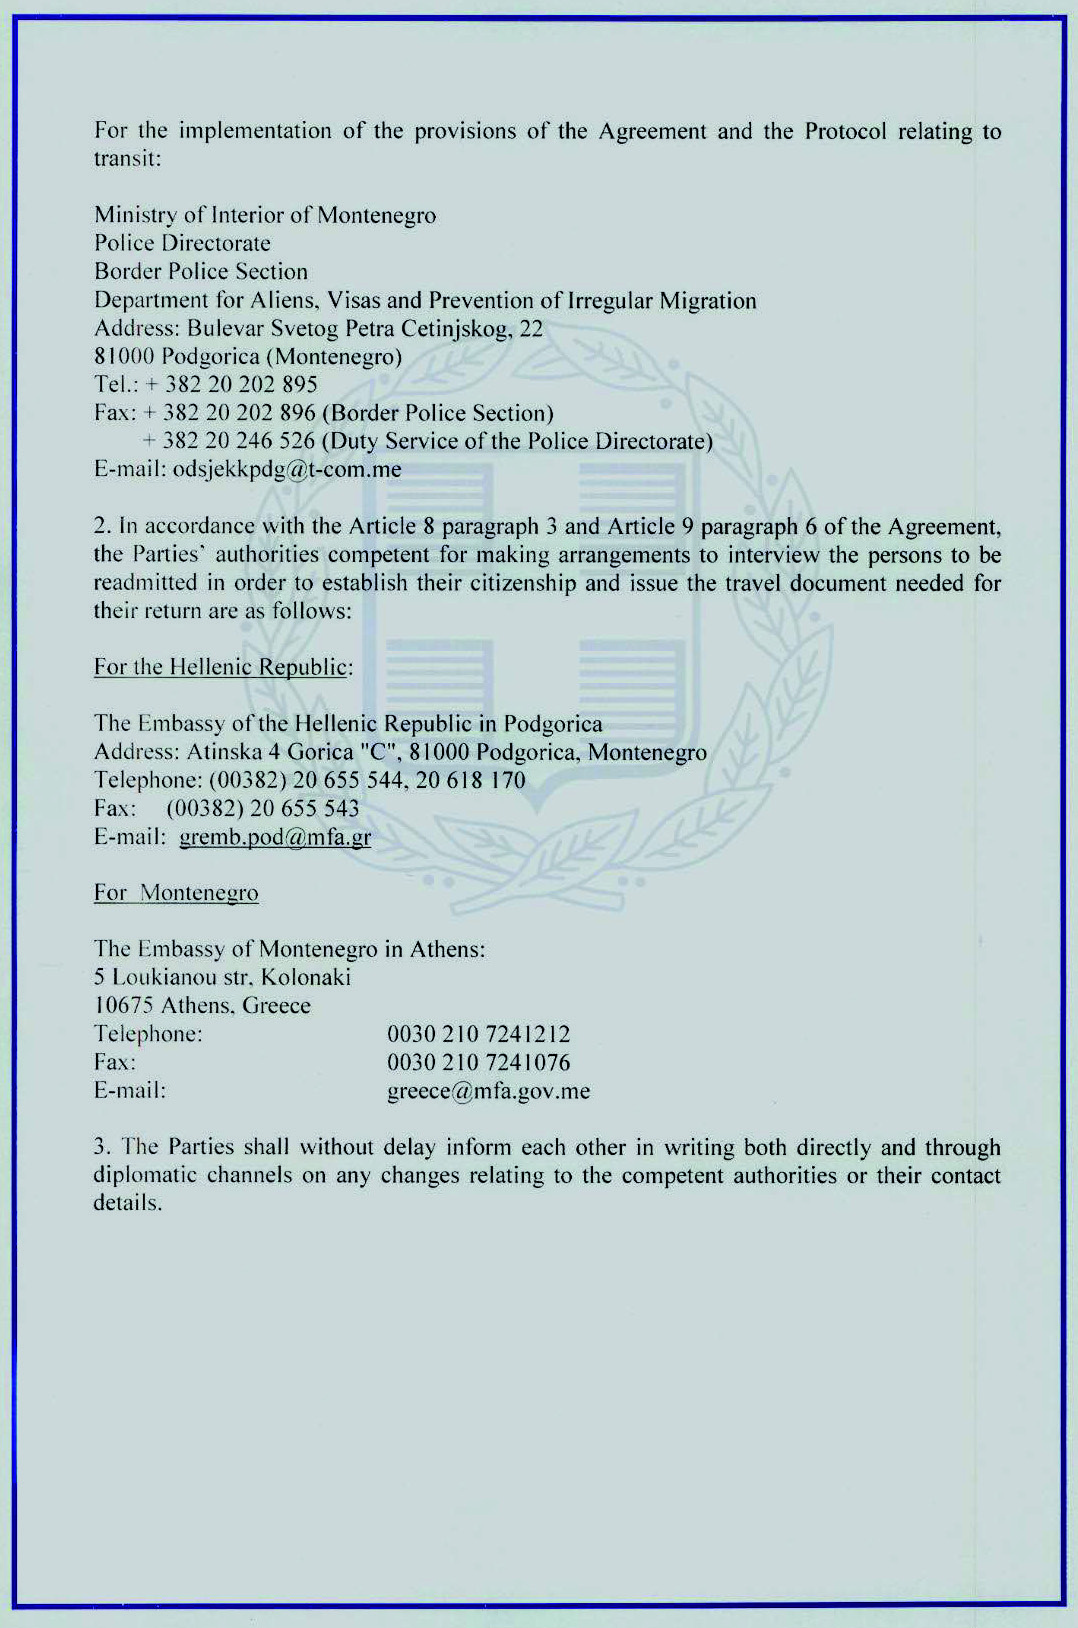 For the implementation of the provisions of the Agreement and the Protocol relating to
transit:
Ministry of Interior of Montenegro
Police Directorate
Border Police Section
Department for Aliens, Visas and Prevention of Irregular Migration
Address: Bulevar Svetog Petra Cetinjskog, 22
81000 Podgorica (Montenegro)
Tel.: + 382 20 202 895
Fax: + 382 20 202 896 (Border Police Section)
+ 382 20 246 526 (Duty Service of the Police Directorate)
E-mail: odsjekkpdg@t-com.me
2. In accordance with the Article 8 paragraph 3 and Article 9 paragraph 6 of the Agreement,
the Parties' authorities competent for making arrangements to interview the persons to be
readmitted in order to establish their citizenship and issue the travel document needed for
their return are as follows:
For the Hellenic Republic:
The Embassy of the Hellenic Republic in Podgorica
Address: Atinska 4 Gorica "C", 81000 Podgorica, Montenegro
Telephone: (00382) 20 655 544, 20 618 170
Fax: (00382) 20 655 543
E-mail: gremb.pod@mfa.gr
For Montenegro
The Embassy of Montenegro in Athens:
5 Loukianou str, Kolonaki
10675 Athens, Greece
Telephone: 0030 210 7241212
Fax: 0030 210 7241076
E-mail: greece@mfa.gov.me
3. The Parties shall without delay inform each other in writing both directly and through
diplomatic channels on any changes relating to the competent authorities or their contact
details.